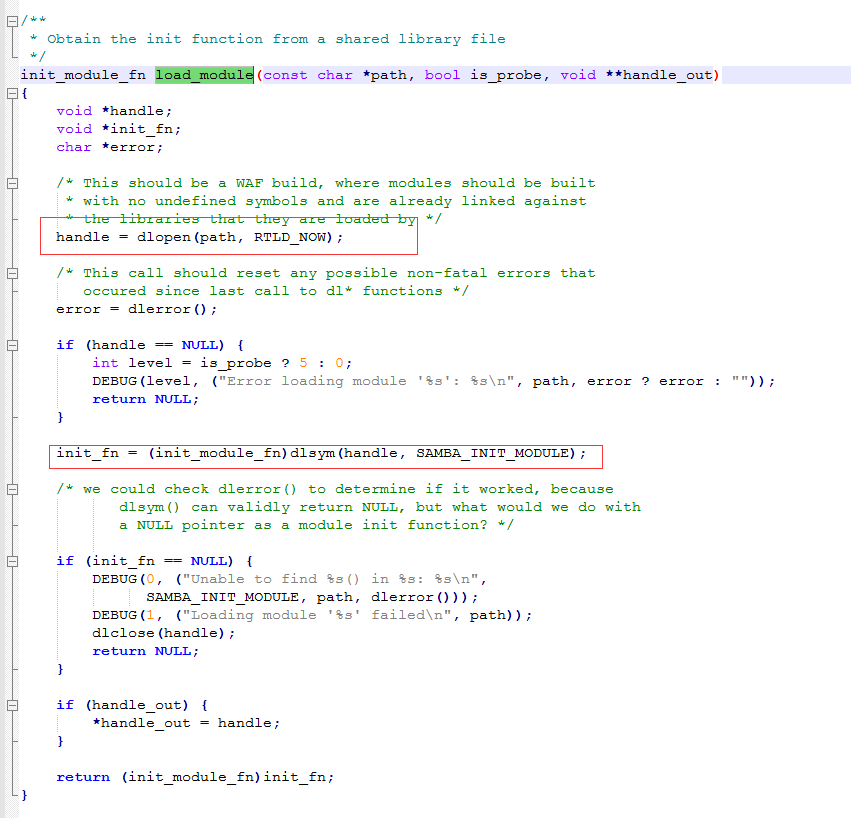 /**
 * Obtain the init function from a shared library file
 */
init_module_fn load_module(const char *path, bool is_probe, void **handle_out)
{
    void *handle;
    void *init_fn;
    char *error;
    /* This should be a WAF build, where modules should be built
     * with no undefined symbols and are already linked against
     * the libraries that they are loaded by */
    handle = dlopen(path, RTLD_NOW);
    /* This call should reset any possible non-fatal errors that
       occured since last call to dl* functions */
    error = dlerror();
    if (handle == NULL) {
        int level = is_probe ? 5 : 0;
        DEBUG(level, ("Error loading module '%s': %s\n", path, error ? error : ""));
        return NULL;
    }
    init_fn = (init_module_fn)dlsym(handle, SAMBA_INIT_MODULE);
    /* we could check dlerror() to determine if it worked, because
           dlsym() can validly return NULL, but what would we do with
           a NULL pointer as a module init function? */
    if (init_fn == NULL) {
        DEBUG(0, ("Unable to find %s() in %s: %s\n",
              SAMBA_INIT_MODULE, path, dlerror()));
        DEBUG(1, ("Loading module '%s' failed\n", path));
        dlclose(handle);
        return NULL;
    }
    if (handle_out) {
        *handle_out = handle;
    }
    return (init_module_fn)init_fn;
}